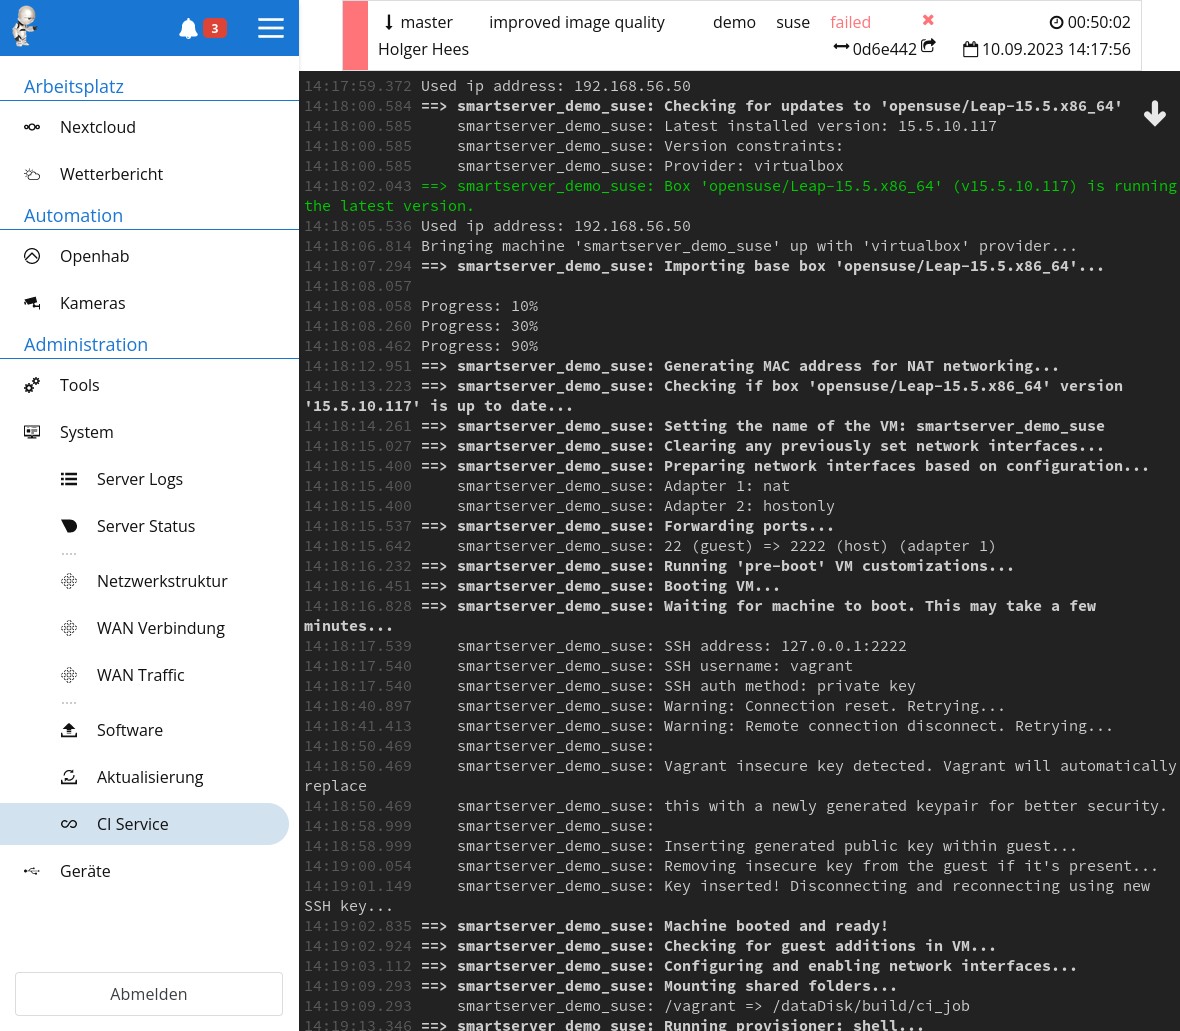 3
Arbeitsplatz
Nextcloud
Wetterbericht
Automation
Openhab
Kameras
Administration
Tools
System
Server Logs
Server Status
....
Netzwerkstruktur
WAN Verbindung
WAN Traffic
....
Software
Aktualisierung
CI Service
Geräte
Abmelden
master improved image quality demo suse failed 00:50:02
Holger Hees 0d6e442 10.09.2023 14:17:56
14:17:59.372 Used ip address: 192.168.56.50
14:18:00.584 ==> smartserver_demo_suse: Checking for updates to 'opensuse/Leap-15.5.x86_64'
14:18:00.585 smartserver_demo_suse: Latest installed version: 15.5.10.117
14:18:00.585 smartserver_demo_suse: Version constraints:
14:18:00.585 smartserver_demo_suse: Provider: virtualbox
14:18:02.043 ==> smartserver_demo_suse: Box 'opensuse/Leap-15.5.x86_64' (v15.5.10.117) is running
the latest version.
14:18:05.536 Used ip address: 192.168.56.50
14:18:06.814 Bringing machine 'smartserver_demo_suse' up with 'virtualbox' provider...
14:18:07.294 ==> smartserver_demo_suse: Importing base box 'opensuse/Leap-15.5.x86_64'...
14:18:08.057
14:18:08.058 Progress: 10%
14:18:08.260 Progress: 30%
14:18:08.462 Progress: 90%
14:18:12.951 ==> smartserver_demo_suse: Generating MAC address for NAT networking...
14:18:13.223 ==> smartserver_demo_suse: Checking if box 'opensuse/Leap-15.5.x86_64' version
'15.5.10.117' is up to date...
14:18:14.261 ==> smartserver_demo_suse: Setting the name of the VM: smartserver_demo_suse
14:18:15.027 ==> smartserver_demo_suse: Clearing any previously set network interfaces...
14:18:15.400 ==> smartserver_demo_suse: Preparing network interfaces based on configuration...
14:18:15.400 smartserver_demo_suse: Adapter 1: nat
14:18:15.400 smartserver_demo_suse: Adapter 2: hostonly
14:18:15.537 ==> smartserver_demo_suse: Forwarding ports...
14:18:15.642 smartserver_demo_suse: 22 (guest) => 2222 (host) (adapter 1)
14:18:16.232 ==> smartserver_demo_suse: Running 'pre-boot' VM customizations...
14:18:16.451 ==> smartserver_demo_suse: Booting VM...
14:18:16.828 ==> smartserver_demo_suse: Waiting for machine to boot. This may take a few
minutes...
14:18:17.539 smartserver_demo_suse: SSH address: 127.0.0.1:2222
14:18:17.540 smartserver_demo_suse: SSH username: vagrant
14:18:17.540 smartserver_demo_suse: SSH auth method: private key
14:18:40.897 smartserver_demo_suse: Warning: Connection reset. Retrying...
14:18:41.413 smartserver_demo_suse: Warning: Remote connection disconnect. Retrying...
14:18:50.469 smartserver_demo_suse:
14:18:50.469 smartserver_demo_suse: Vagrant insecure key detected. Vagrant will automatically
replace
14:18:50.469 smartserver_demo_suse: this with a newly generated keypair for better security.
14:18:58.999 smartserver_demo_suse:
14:18:58.999 smartserver_demo_suse: Inserting generated public key within guest...
14:19:00.054 smartserver_demo_suse: Removing insecure key from the guest if it's present...
14:19:01.149 smartserver_demo_suse: Key inserted! Disconnecting and reconnecting using new
SSH key...
14:19:02.835 ==> smartserver_demo_suse: Machine booted and ready!
14:19:02.924 ==> smartserver_demo_suse: Checking for guest additions in VM...
14:19:03.112 ==> smartserver_demo_suse: Configuring and enabling network interfaces...
14:19:09.293 ==> smartserver_demo_suse: Mounting shared folders...
14:19:09.293 smartserver_demo_suse: /vagrant => /dataDisk/build/ci_job
14:19:13.346 ==> smartserver_demo_suse: Running provisioner: shell...